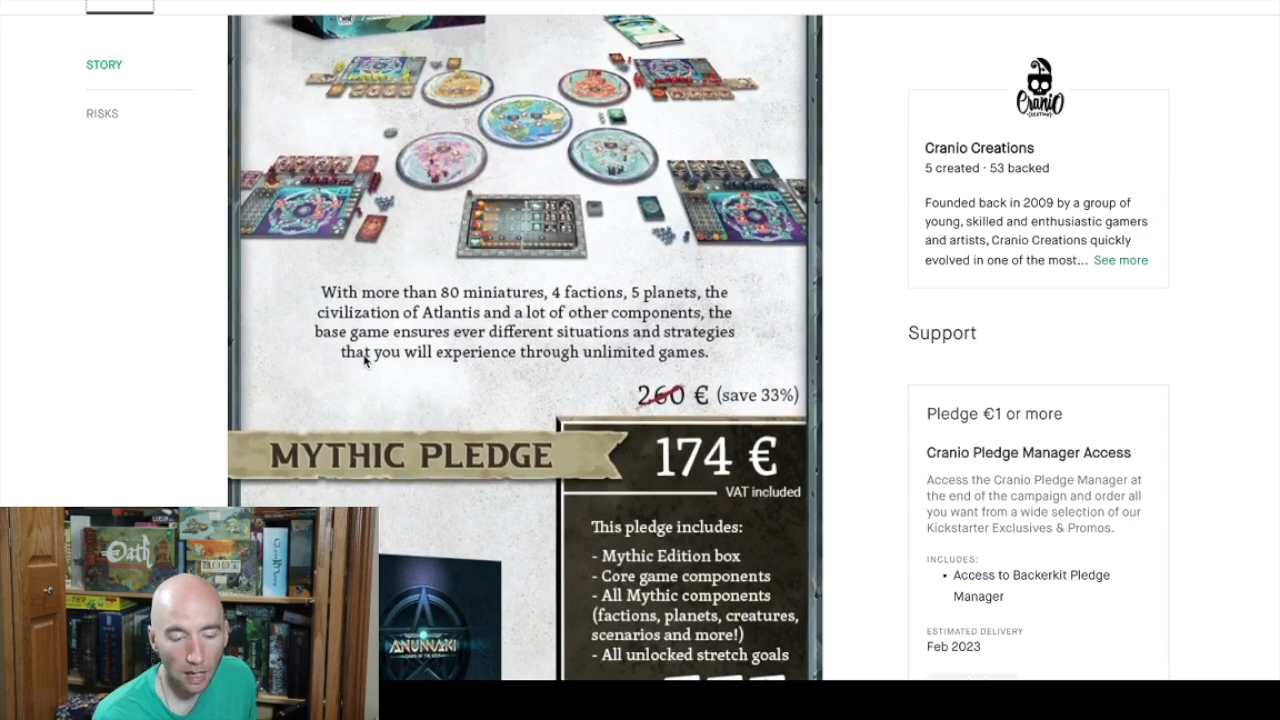 STORY
RISKS
With more than 80 miniatures, 4 factions, 5 planets, the
civilization of Atlantis and a lot of other components, the
base game ensures ever different situations and strategies
that you will experience through unlimited games.
260 € (save 33%)
MYTHIC PLEDGE
174 €
VAT included
This pledge includes:
- Mythic Edition box
- Core game components
- All Mythic components
(factions, planets, creatures,
scenarios and more!)
- All unlocked stretch goals
ANUNNAKI
Oath
ROOT
Cranio
CREATIONS
Cranio Creations
5 created · 53 backed
Founded back in 2009 by a group of
young, skilled and enthusiastic gamers
and artists, Cranio Creations quickly
evolved in one of the most... See more
Support
Pledge €1 or more
Cranio Pledge Manager Access
Access the Cranio Pledge Manager at
the end of the campaign and order all
you want from a wide selection of our
Kickstarter Exclusives & Promos.
INCLUDES:
• Access to Backerkit Pledge
Manager
ESTIMATED DELIVERY
Feb 2023